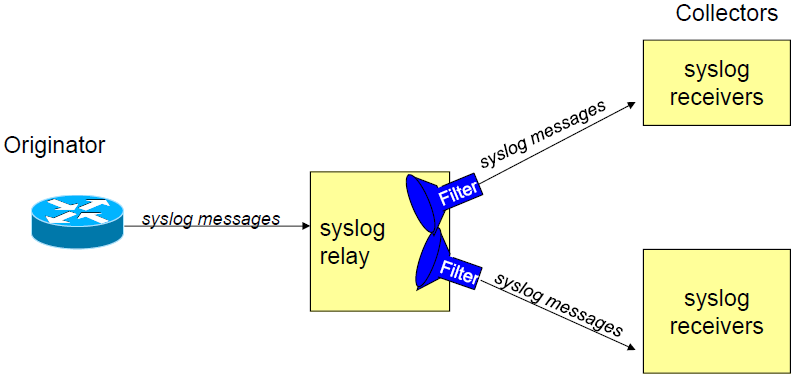 Collectors
syslog
receivers
syslog messages
Originator
Filter
syslog messages
syslog
relay
Filter
syslog messages
syslog
receivers